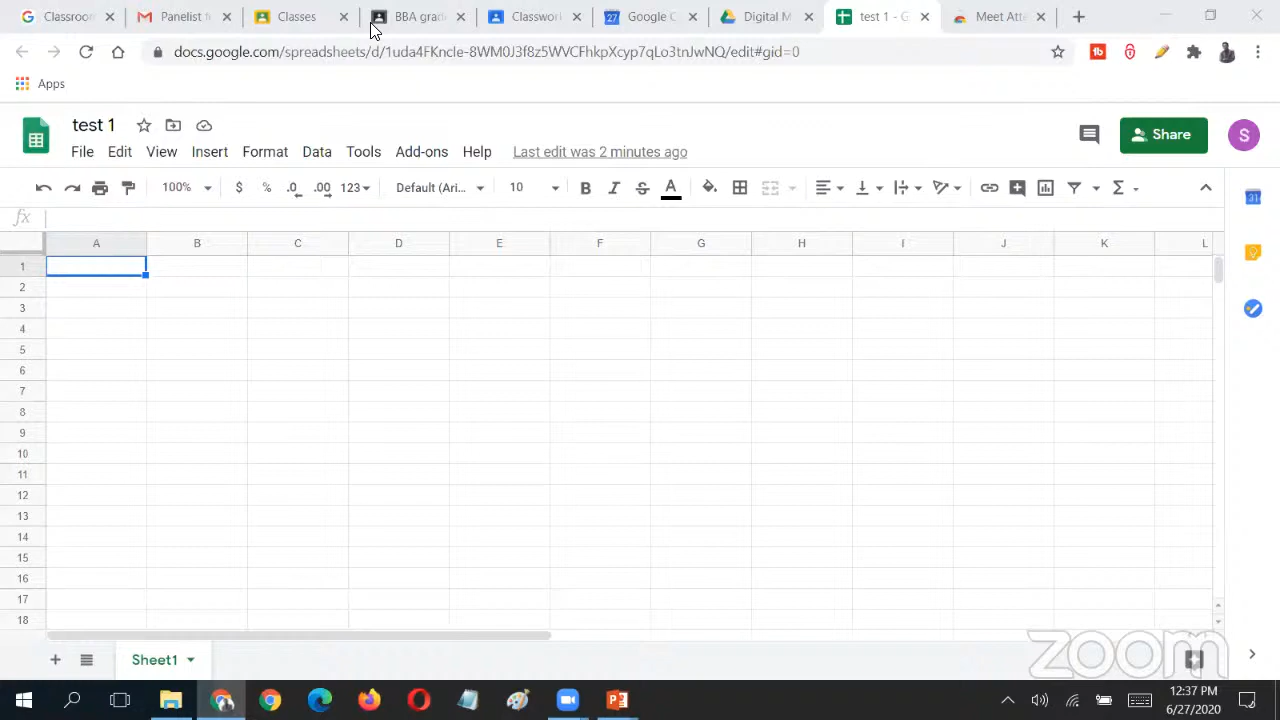 Classroo
Panelist f
Classes
BBA grad
Classwor
Google C
Digital M
test 1 - G
Meet Atte
docs.google.com/spreadsheets/d/1uda4FKncIe-8WM0J3f8z5WVCFhkpXcyp7qLo3tnJwNQ/edit#gid=0
Apps
test 1
File Edit View Insert Format Data Tools Add-ons Help Last edit was 2 minutes ago
Share
S
100% $ % .0 .00 123 Default (Ari... 10 B I S A
31
fx
A B C D E F G H I J K L
1
2
3
4
5
6
7
8
9
10
11
12
13
14
15
16
17
18
Sheet1
zoom
12:37 PM
6/27/2020